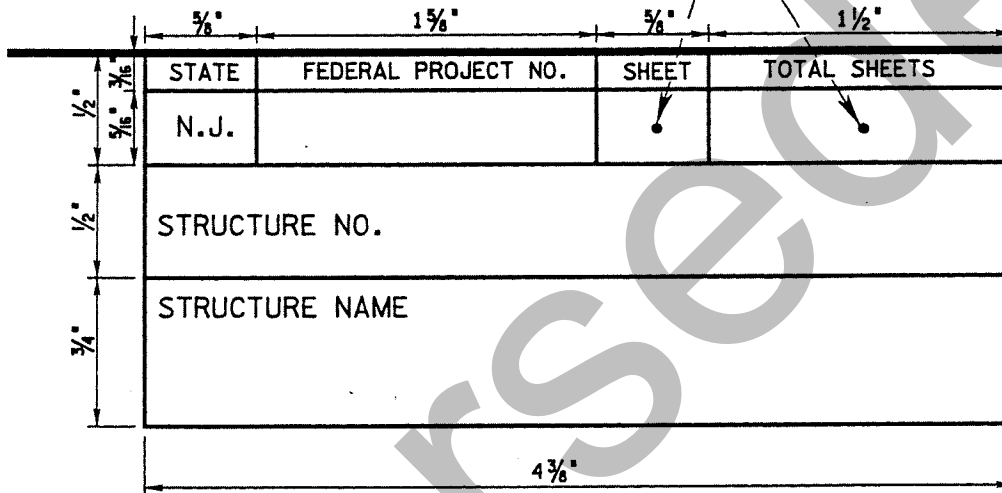 5/8" 1 5/8" 5/8" 1 1/2"
1/2" 3/16" STATE FEDERAL PROJECT NO. SHEET TOTAL SHEETS
5/16" N.J.
1/2" STRUCTURE NO.
3/4" STRUCTURE NAME
4 3/8"